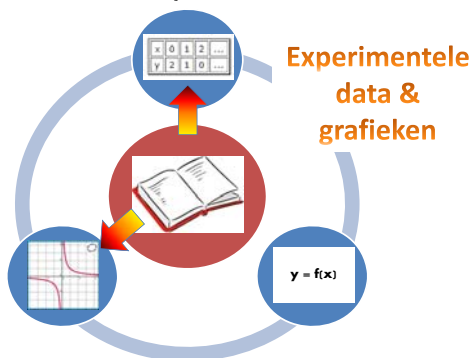 x 0 1 2 ...
y 2 1 0 ...
Experimentele
data &
grafieken
y = f(x)